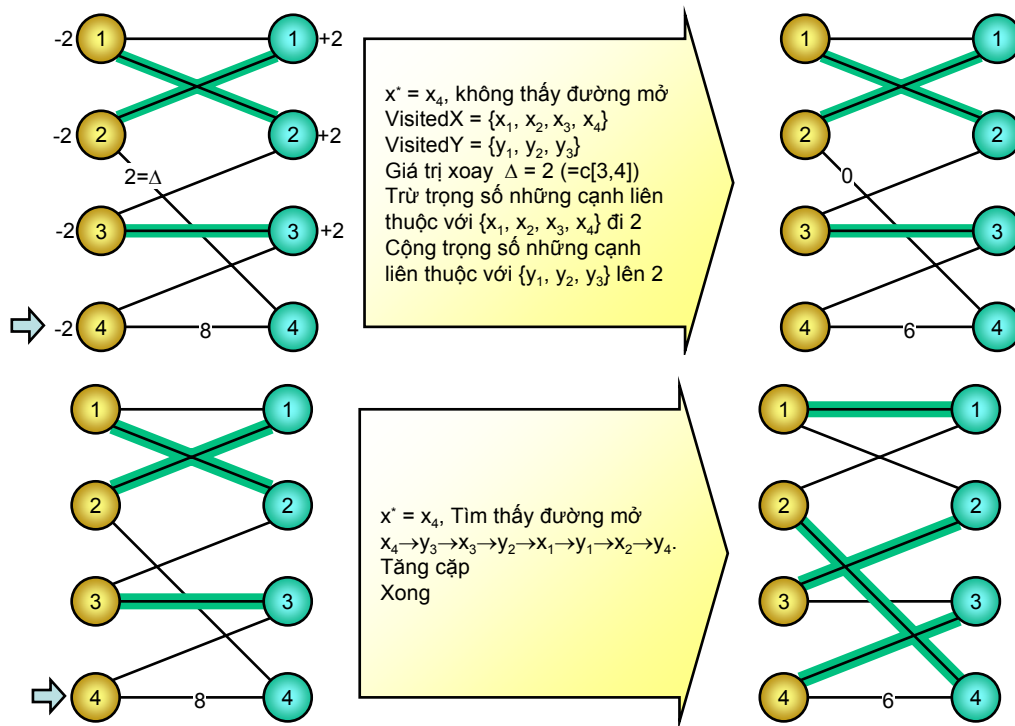 -2 1 1 +2
-2 2 2 +2
2=Δ
-2 3 3 +2
-2 4 8 4
x* = x4, không thấy đường mở
VisitedX = {x1, x2, x3, x4}
VisitedY = {y1, y2, y3}
Giá trị xoay Δ = 2 (=c[3,4])
Trừ trọng số những cạnh liên
thuộc với {x1, x2, x3, x4} đi 2
Cộng trọng số những cạnh
liên thuộc với {y1, y2, y3} lên 2
1 1
2 2
0
3 3
4 6 4
1 1
2 2
3 3
4 8 4
x* = x4, Tìm thấy đường mở
x4→y3→x3→y2→x1→y1→x2→y4.
Tăng cặp
Xong
1 1
2 2
3 3
4 6 4